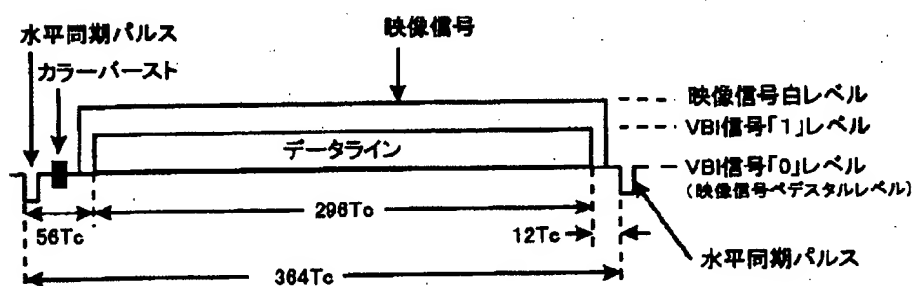 水平同期パルス
映像信号
カラーバースト
映像信号白レベル
VBI信号「1」レベル
データライン
VBI信号「0」レベル
(映像信号ペデスタルレベル)
56Tc
296Tc
12Tc
水平同期パルス
364Tc